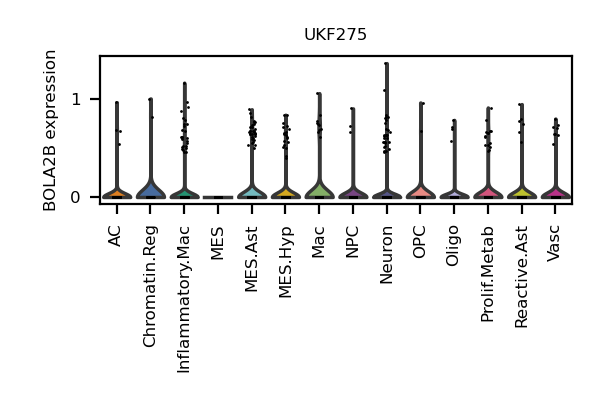 UKF275
BOLA2B expression
1
0
AC
Chromatin.Reg
Inflammatory.Mac
MES
MES.Ast
MES.Hyp
Mac
NPC
Neuron
OPC
Oligo
Prolif.Metab
Reactive.Ast
Vasc